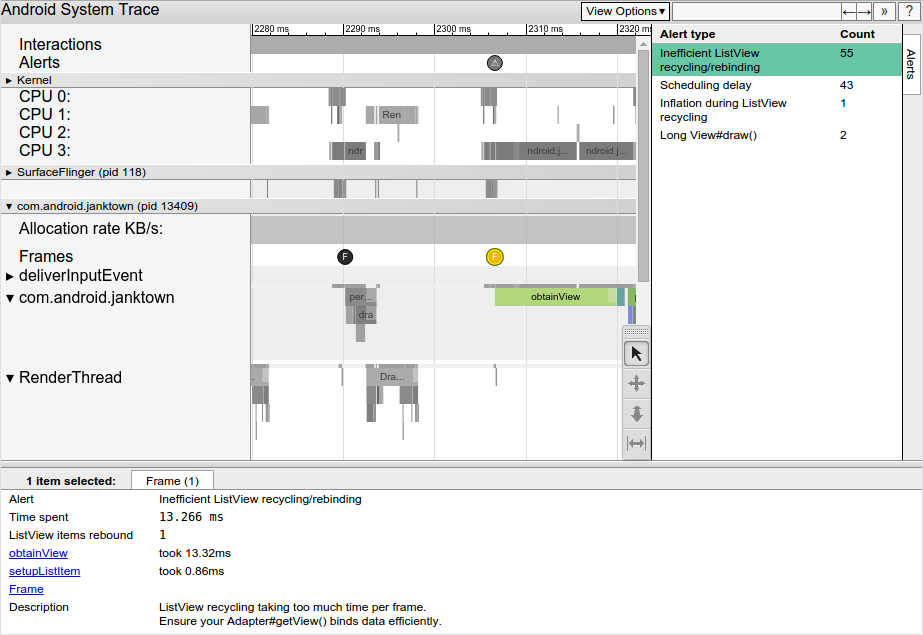 Android System Trace
View Options ▾
← → » ?
2280 ms 2290 ms 2300 ms 2310 ms 2320 m
Interactions
Alerts
▸ Kernel
CPU 0:
CPU 1: Ren
CPU 2:
CPU 3: ndr ndroid.j... ndroid.j...
▸ SurfaceFlinger (pid 118)
▾ com.android.janktown (pid 13409)
Allocation rate KB/s:
Frames F F
▸ deliverInputEvent
▾ com.android.janktown per... obtainView
dra
▾ RenderThread . Dra...
Alert type Count
Inefficient ListView 55
recycling/rebinding
Scheduling delay 43
Inflation during ListView 1
recycling
Long View#draw() 2
Alerts
1 item selected: Frame (1)
Alert Inefficient ListView recycling/rebinding
Time spent 13.266 ms
ListView items rebound 1
obtainView took 13.32ms
setupListItem took 0.86ms
Frame
Description ListView recycling taking too much time per frame.
Ensure your Adapter#getView() binds data efficiently.